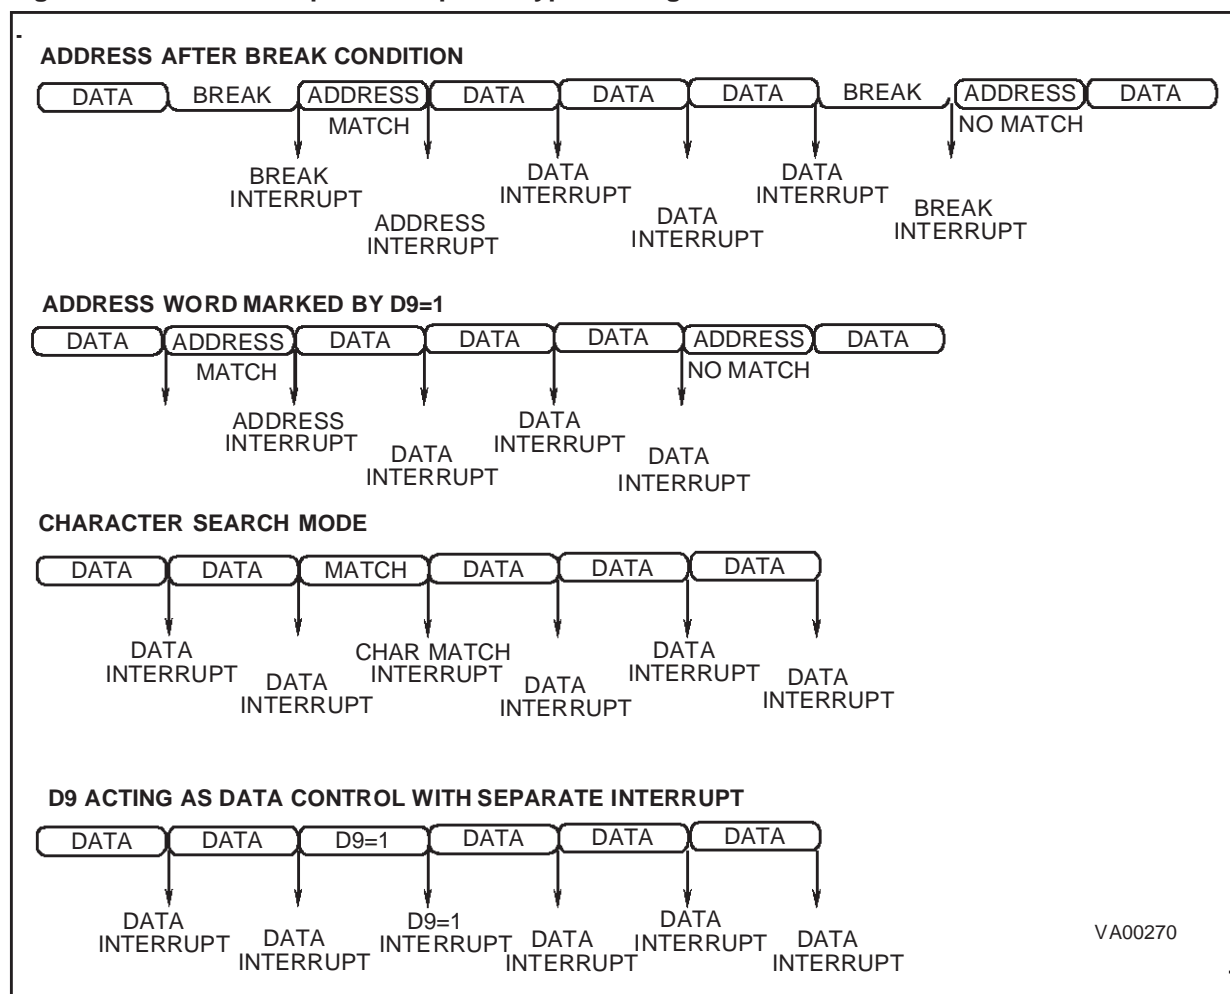 ADDRESS AFTER BREAK CONDITION
DATA BREAK ADDRESS DATA DATA DATA BREAK ADDRESS DATA
MATCH NO MATCH
BREAK INTERRUPT
ADDRESS INTERRUPT
DATA INTERRUPT
DATA INTERRUPT
DATA INTERRUPT
BREAK INTERRUPT
ADDRESS WORD MARKED BY D9=1
DATA ADDRESS DATA DATA DATA ADDRESS DATA
MATCH NO MATCH
ADDRESS INTERRUPT
DATA INTERRUPT
DATA INTERRUPT
DATA INTERRUPT
CHARACTER SEARCH MODE
DATA DATA MATCH DATA DATA DATA
DATA INTERRUPT
DATA INTERRUPT
CHAR MATCH INTERRUPT
DATA INTERRUPT
DATA INTERRUPT
DATA INTERRUPT
D9 ACTING AS DATA CONTROL WITH SEPARATE INTERRUPT
DATA DATA D9=1 DATA DATA DATA
DATA INTERRUPT
DATA INTERRUPT
D9=1 INTERRUPT
DATA INTERRUPT
DATA INTERRUPT
DATA INTERRUPT
VA00270